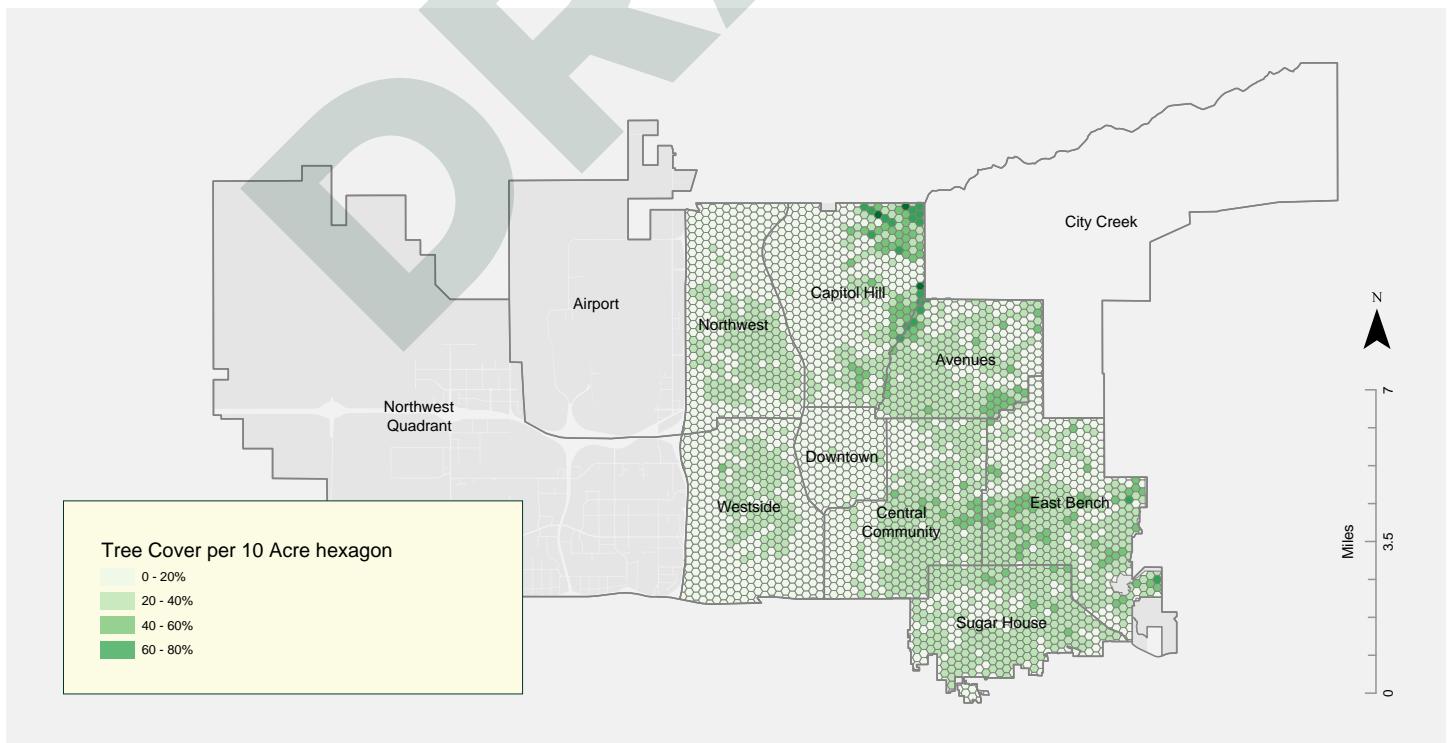 DR
City Creek
Capitol Hill
Airport
Northwest
Avenues
Northwest
Quadrant
Downtown
Westside
Central
Community
East Bench
Sugar House
Tree Cover per 10 Acre hexagon
0 - 20%
20 - 40%
40 - 60%
60 - 80%
N
Miles
7
3.5
0